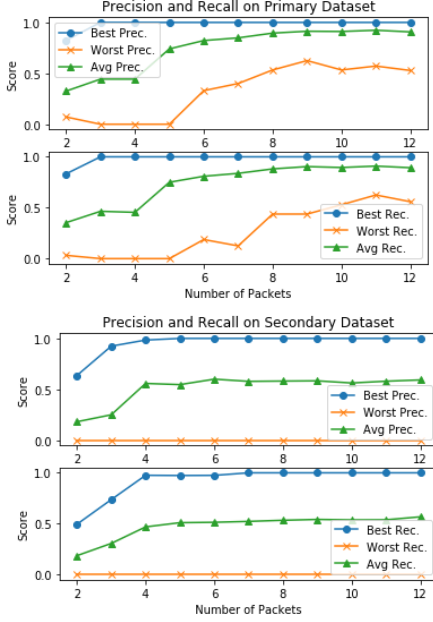 Precision and Recall on Primary Dataset
1.0
0.5
0.0
Score
Best Prec.
Worst Prec.
Avg Prec.
2 4 6 8 10 12
1.0
0.5
0.0
Score
Best Rec.
Worst Rec.
Avg Rec.
2 4 6 8 10 12
Number of Packets
Precision and Recall on Secondary Dataset
1.0
0.5
0.0
Score
Best Prec.
Worst Prec.
Avg Prec.
2 4 6 8 10 12
1.0
0.5
0.0
Score
Best Rec.
Worst Rec.
Avg Rec.
2 4 6 8 10 12
Number of Packets